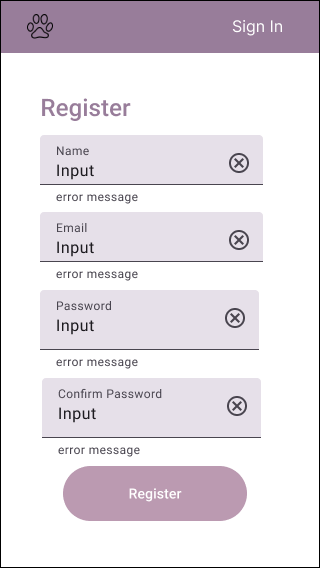 Sign In
Register
Name
Input
error message
Email
Input
error message
Password
Input
error message
Confirm Password
Input
error message
Register